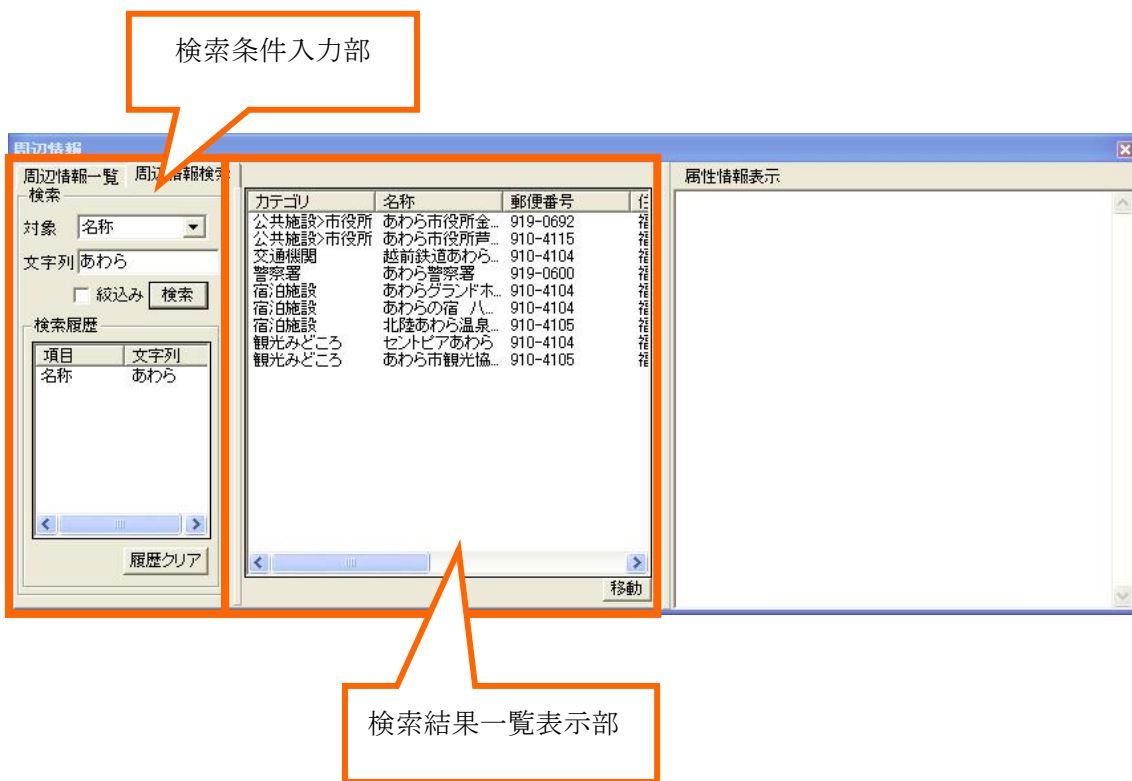 検索条件入力部
周辺情報
周辺情報一覧 周辺情報検索
検索
対象 名称
文字列 あわら
絞込み 検索
検索履歴
項目 文字列
名称 あわら
履歴クリア
カテゴリ 名称 郵便番号
公共施設>市役所 あわら市役所金... 919-0692
公共施設>市役所 あわら市役所芦... 910-4115
交通機関 越前鉄道あわら... 910-4104
警察署 あわら警察署 919-0600
宿泊施設 あわらグランドホ... 910-4104
宿泊施設 あわらの宿 八... 910-4104
宿泊施設 北陸あわら温泉... 910-4105
観光みどころ セントピアあわら 910-4104
観光みどころ あわら市観光協... 910-4105
移動
属性情報表示
検索結果一覧表示部